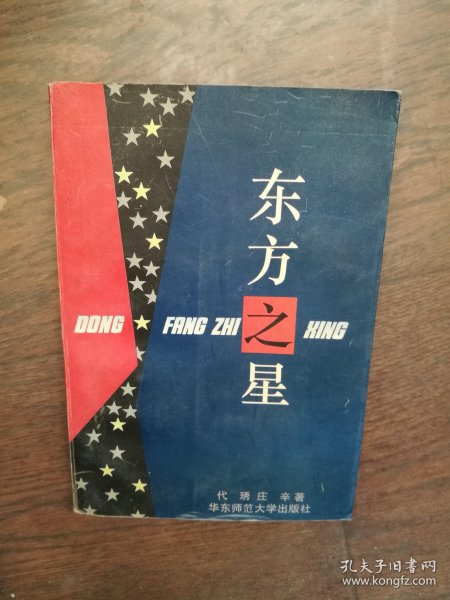 东方之星
DONG FANG ZHI XING
代琇庄辛著
华东师范大学出版社
孔夫子旧书网
www.kongfz.com